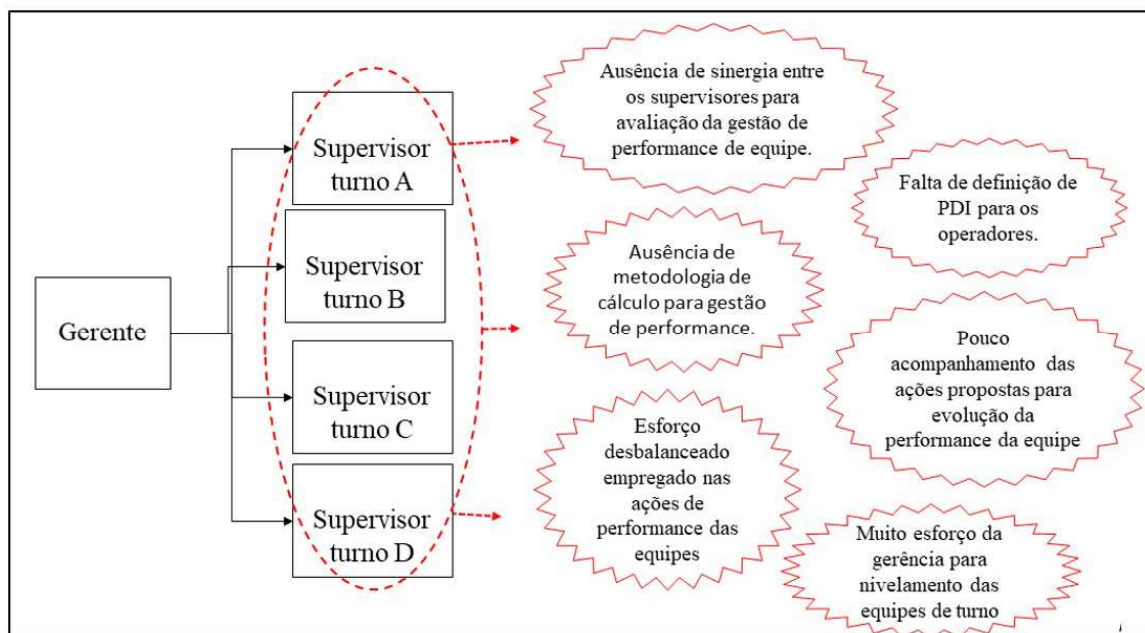 Gerente
Supervisor
turno A
Supervisor
turno B
Supervisor
turno C
Supervisor
turno D
Ausência de sinergia entre
os supervisores para
avaliação da gestão de
performance de equipe.
Falta de definição de
PDI para os
operadores.
Ausência de
metodologia de
cálculo para gestão
de performance.
Pouco
acompanhamento das
ações propostas para
evolução da
performance da equipe
Esforço
desbalanceado
empregado nas
ações de
performance das
equipes
Muito esforço da
gerência para
nivelamento das
equipes de turno